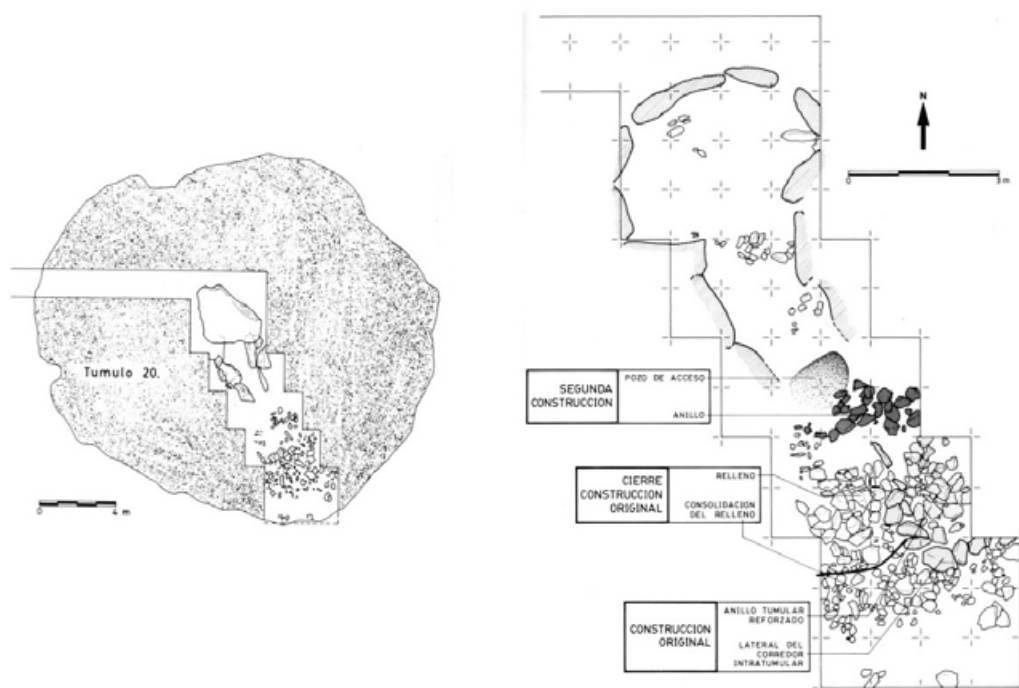 Tumulo 20.
0
4 m
N
0
3 m
SEGUNDA
CONSTRUCCION
POZO DE ACCESO
ANILLO
CIERRE
CONSTRUCCION
ORIGINAL
RELLENO
CONSOLIDACION
DEL RELLENO
CONSTRUCCION
ORIGINAL
ANILLO TUMULAR
REFORZADO
LATERAL DEL
CORREDOR
INTRATUMULAR